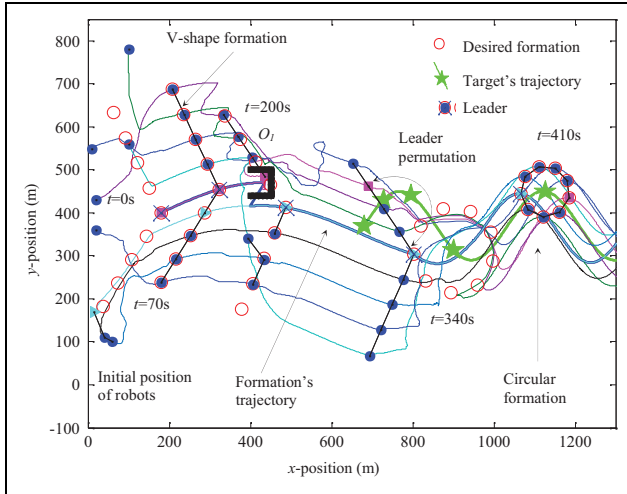 800
700
600
500
400
300
200
100
0
-100
0
200
400
600
800
1000
1200
y-position (m)
x-position (m)
V-shape formation
Desired formation
Target's trajectory
Leader
t=200s
O1
Leader
permutation
t=410s
t=0s
t=70s
t=340s
Initial position
of robots
Formation's
trajectory
Circular
formation